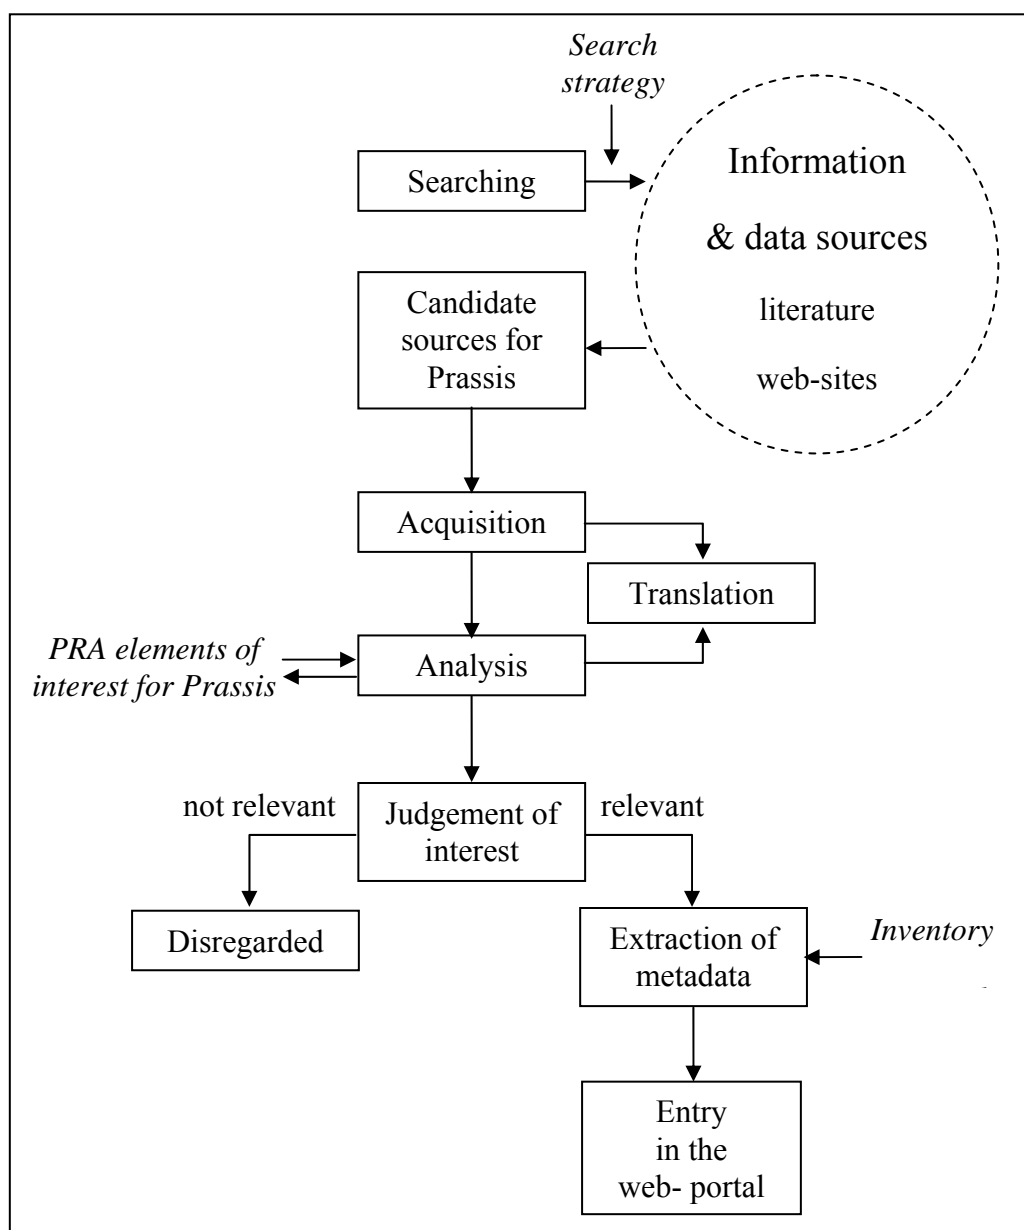 Search
strategy
Searching
Information
& data sources
literature
web-sites
Candidate
sources for
Prassis
Acquisition
Translation
PRA elements of
interest for Prassis
Analysis
not relevant
Judgement of
interest
relevant
Disregarded
Extraction of
metadata
Inventory
Entry
in the
web- portal